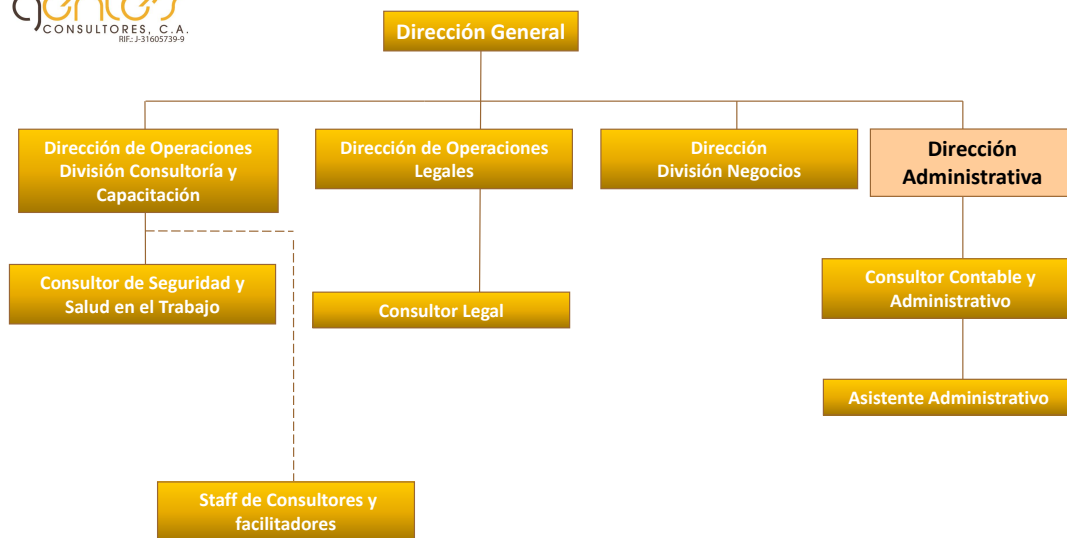 gentes
CONSULTORES, C.A.
RIF: J-31605739-9
Dirección General
Dirección de Operaciones
División Consultoría y
Capacitación
Dirección de Operaciones
Legales
Dirección
División Negocios
Dirección
Administrativa
Consultor de Seguridad y
Salud en el Trabajo
Consultor Legal
Consultor Contable y
Administrativo
Asistente Administrativo
Staff de Consultores y
facilitadores